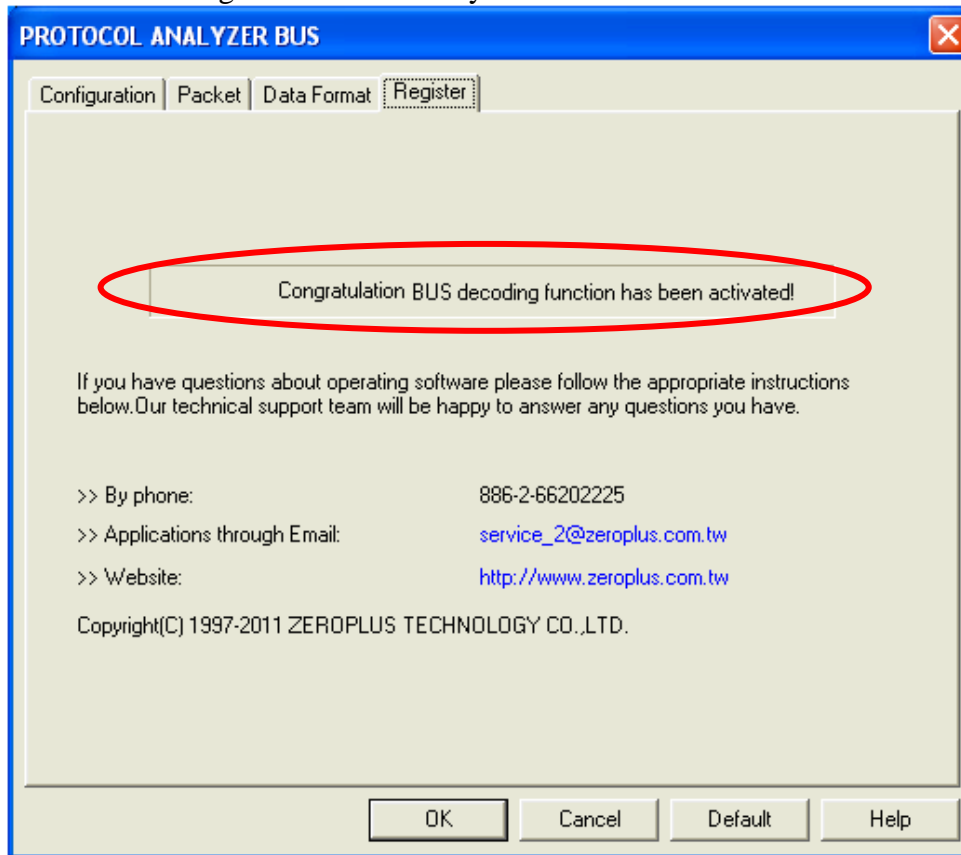 PROTOCOL ANALYZER BUS
Configuration Packet Data Format Register
Congratulation BUS decoding function has been activated!
If you have questions about operating software please follow the appropriate instructions
below.Our technical support team will be happy to answer any questions you have.
>> By phone: 886-2-66202225
>> Applications through Email: service_2@zeroplus.com.tw
>> Website: http://www.zeroplus.com.tw
Copyright(C) 1997-2011 ZEROPLUS TECHNOLOGY CO.,LTD.
OK Cancel Default Help